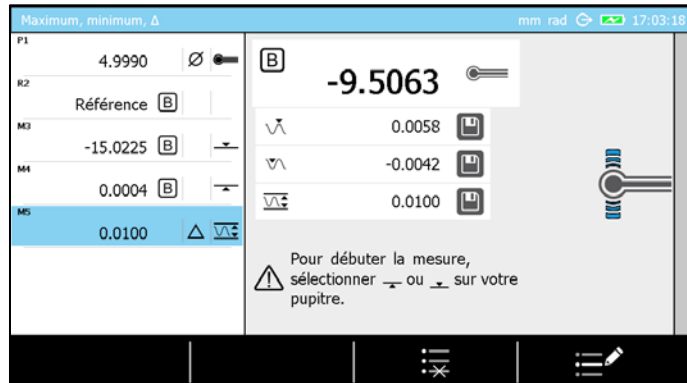 Maximum, minimum, Δ
mm rad 17:03:18
P1
4.9990 Ø
R2
Référence B
M3
-15.0225 B
M4
0.0004 B
M5
0.0100 Δ
B
-9.5063
0.0058
-0.0042
0.0100
Pour débuter la mesure,
sélectionner ou sur votre
pupitre.